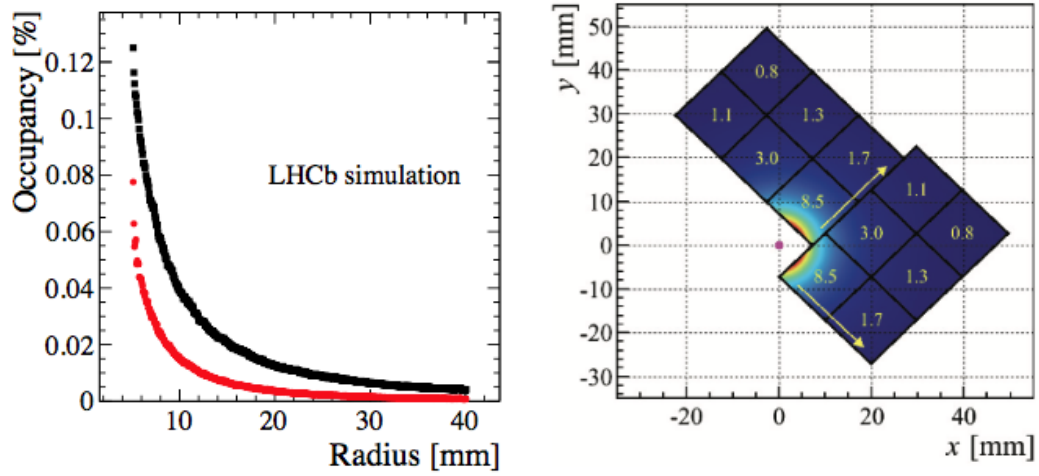 Occupancy [%]
0.12
0.1
0.08
0.06
0.04
0.02
0
LHCb simulation
10 20 30 40
Radius [mm]
y [mm]
50
40
30
20
10
0
-10
-20
-30
0.8
1.1 1.3
3.0 1.7 1.1
8.5 3.0 0.8
8.5 1.3
1.7
-20 0 20 40
x [mm]